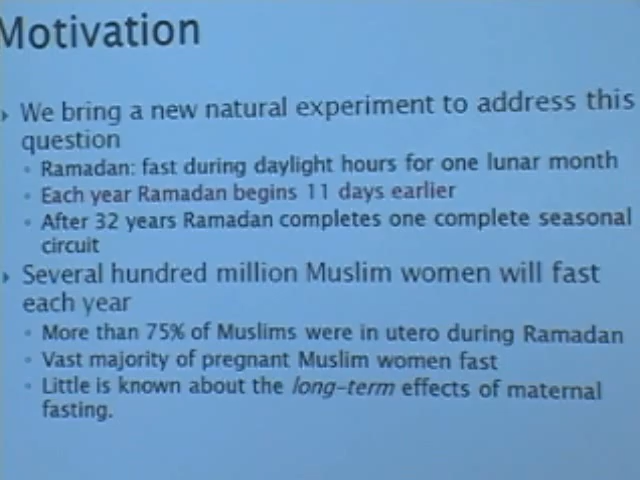 Motivation
We bring a new natural experiment to address this
question
Ramadan: fast during daylight hours for one lunar month
Each year Ramadan begins 11 days earlier
After 32 years Ramadan completes one complete seasonal
circuit
Several hundred million Muslim women will fast
each year
More than 75% of Muslims were in utero during Ramadan
Vast majority of pregnant Muslim women fast
Little is known about the long-term effects of maternal
fasting.